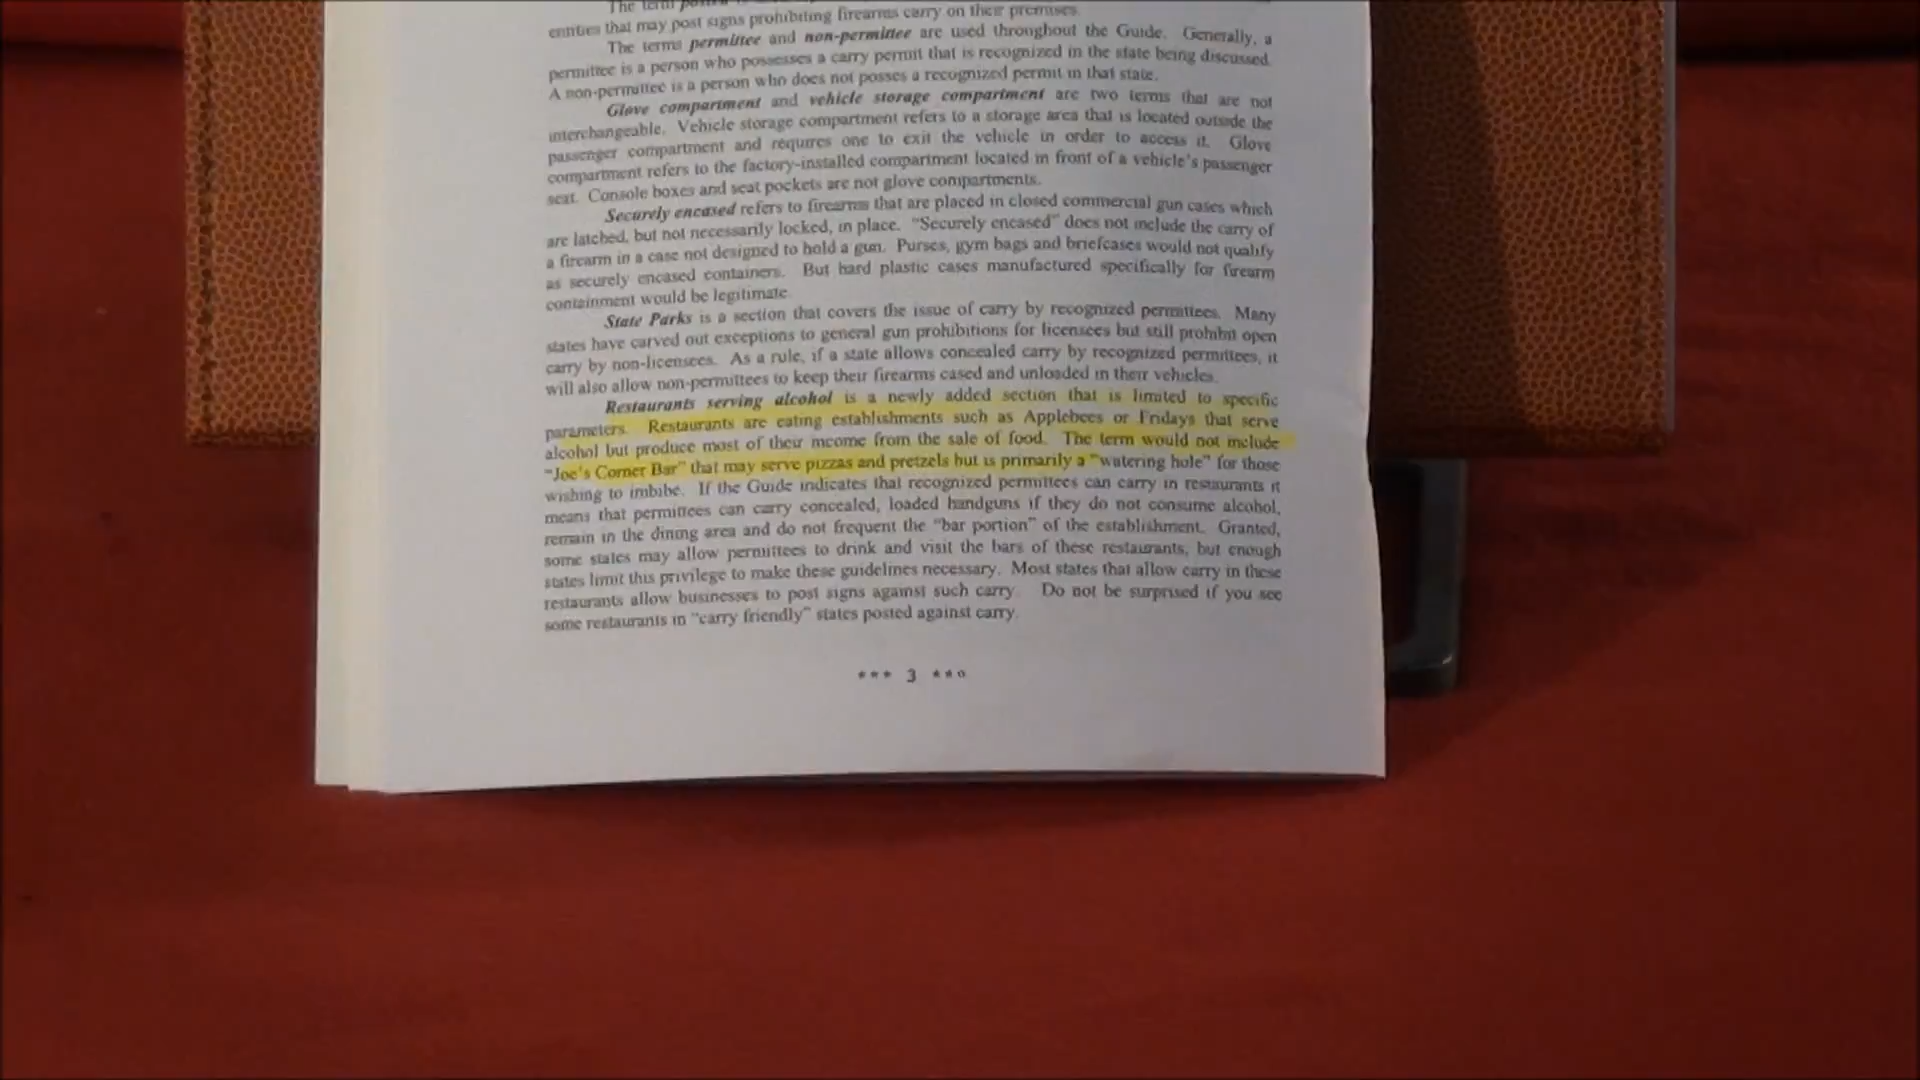 The term
entities that may post signs prohibiting firearms carry on their premises.
The terms permittee and non-permittee are used throughout the Guide. Generally, a
permittee is a person who possesses a carry permit that is recognized in the state being discussed.
A non-permittee is a person who does not posses a recognized permit in that state.
Glove compartment and vehicle storage compartment are two terms that are not
interchangeable. Vehicle storage compartment refers to a storage area that is located outside the
passenger compartment and requires one to exit the vehicle in order to access it. Glove
compartment refers to the factory-installed compartment located in front of a vehicle's passenger
seat. Console boxes and seat pockets are not glove compartments.
Securely encased refers to firearms that are placed in closed commercial gun cases which
are latched, but not necessarily locked, in place. "Securely encased" does not include the carry of
a firearm in a case not designed to hold a gun. Purses, gym bags and briefcases would not qualify
as securely encased containers. But hard plastic cases manufactured specifically for firearm
containment would be legitimate.
State Parks is a section that covers the issue of carry by recognized permittees. Many
states have carved out exceptions to general gun prohibitions for licensees but still prohibit open
carry by non-licensees. As a rule, if a state allows concealed carry by recognized permittees, it
will also allow non-permittees to keep their firearms cased and unloaded in their vehicles.
Restaurants serving alcohol is a newly added section that is limited to specific
parameters. Restaurants are eating establishments such as Applebees or Fridays that serve
alcohol but produce most of their income from the sale of food. The term would not include
"Joe's Corner Bar" that may serve pizzas and pretzels but is primarily a "watering hole" for those
wishing to imbibe. If the Guide indicates that recognized permittees can carry in restaurants it
means that permittees can carry concealed, loaded handguns if they do not consume alcohol,
remain in the dining area and do not frequent the "bar portion" of the establishment. Granted,
some states may allow permittees to drink and visit the bars of these restaurants, but enough
states limit this privilege to make these guidelines necessary. Most states that allow carry in these
restaurants allow businesses to post signs against such carry. Do not be surprised if you see
some restaurants in "carry friendly" states posted against carry.
*** 3 ***